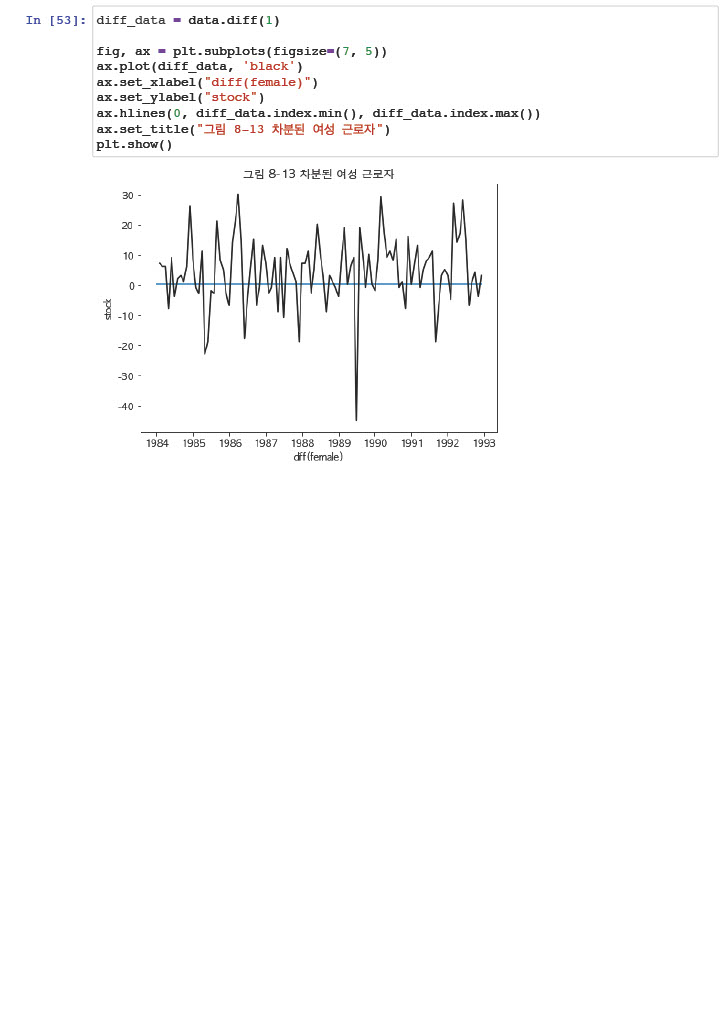 In [53]: diff_data = data.diff(1)
fig, ax = plt.subplots(figsize=(7, 5))
ax.plot(diff_data, 'black')
ax.set_xlabel("diff(female)")
ax.set_ylabel("stock")
ax.hlines(0, diff_data.index.min(), diff_data.index.max())
ax.set_title("그림 8-13 차분된 여성 근로자")
plt.show()
그림 8-13 차분된 여성 근로자
30
20
10
0
-10
-20
-30
-40
stock
1984 1985 1986 1987 1988 1989 1990 1991 1992 1993
diff(female)